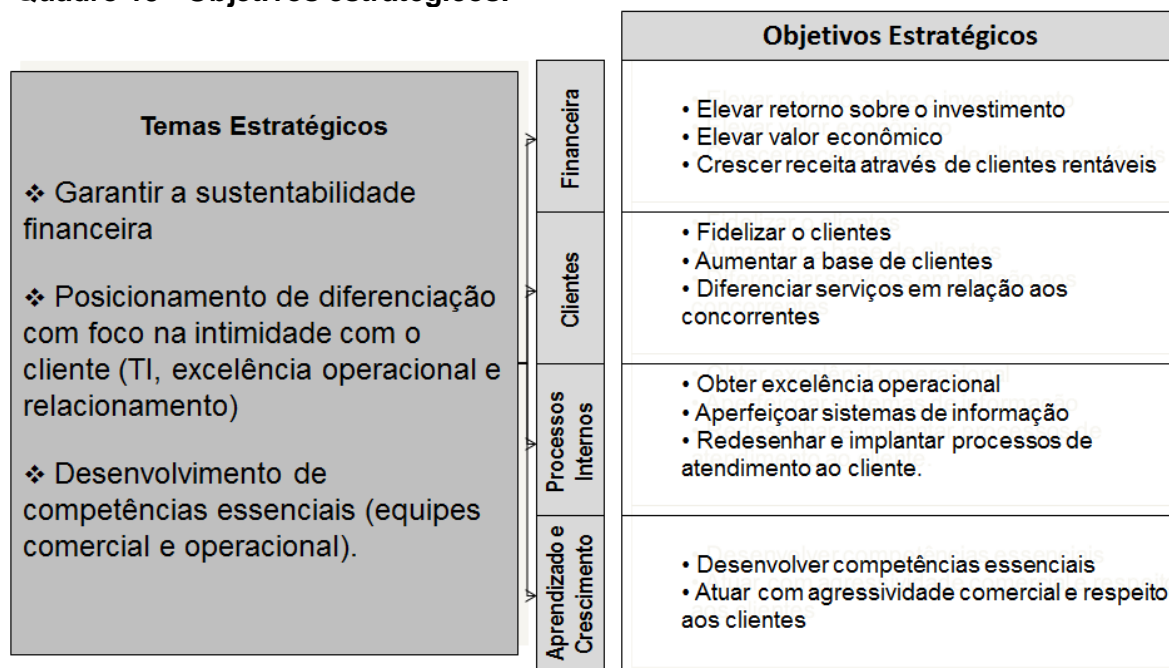 Objetivos Estratégicos
Temas Estratégicos
❖ Garantir a sustentabilidade
financeira
❖ Posicionamento de diferenciação
com foco na intimidade com o
cliente (TI, excelência operacional e
relacionamento)
❖ Desenvolvimento de
competências essenciais (equipes
comercial e operacional).
Financeira
• Elevar retorno sobre o investimento
• Elevar valor econômico
• Crescer receita através de clientes rentáveis
Clientes
• Fidelizar o clientes
• Aumentar a base de clientes
• Diferenciar serviços em relação aos
concorrentes
Processos
Internos
• Obter excelência operacional
• Aperfeiçoar sistemas de informação
• Redesenhar e implantar processos de
atendimento ao cliente.
Aprendizado e
Crescimento
• Desenvolver competências essenciais
• Atuar com agressividade comercial e respeito
aos clientes